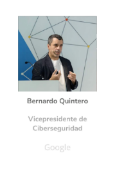 Bernardo Quintero
Vicepresidente de
Ciberseguridad
Google